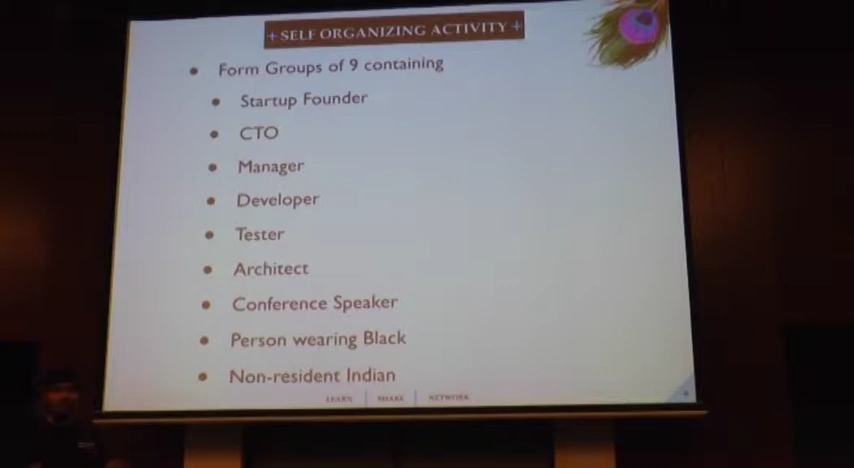 + SELF ORGANIZING ACTIVITY +
• Form Groups of 9 containing
• Startup Founder
• CTO
• Manager
• Developer
• Tester
• Architect
• Conference Speaker
• Person wearing Black
• Non-resident Indian
LEARN | SHARE | NETWORK